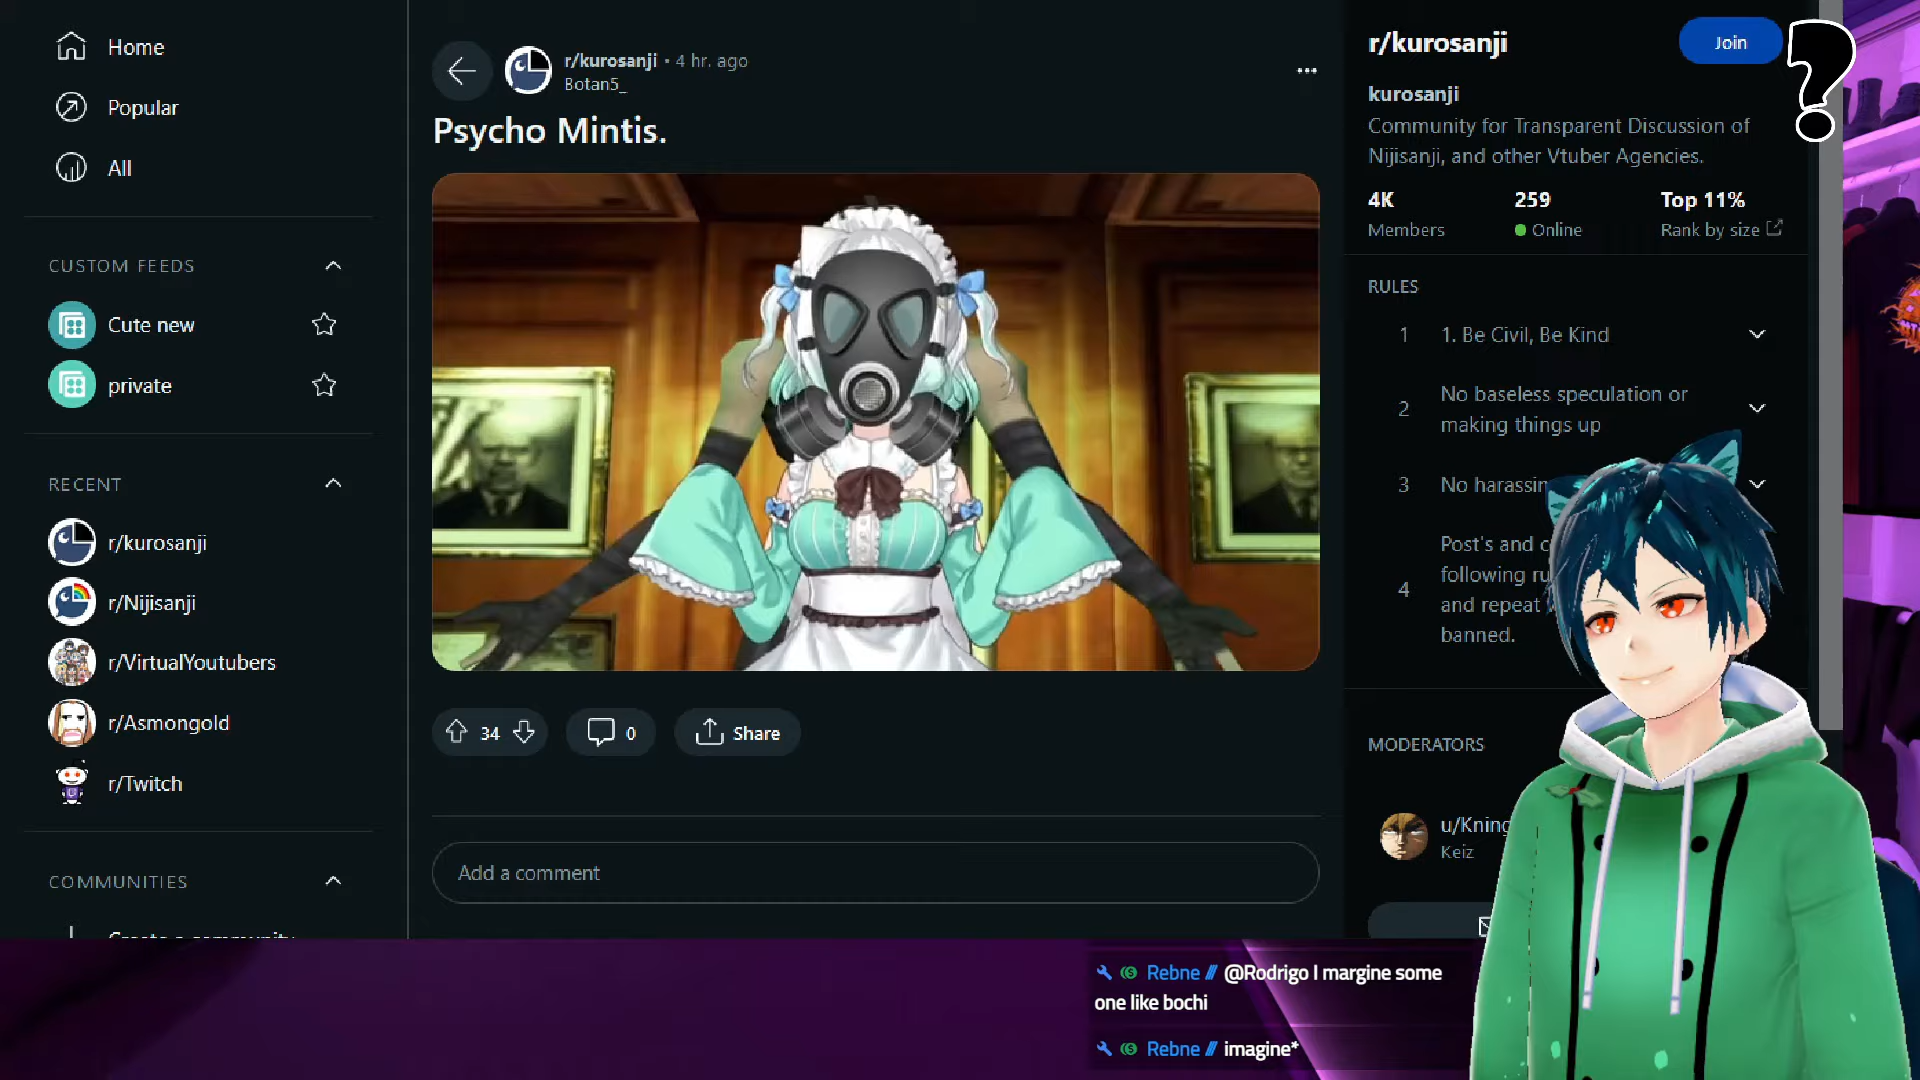 Home
Popular
All
CUSTOM FEEDS
Cute new
private
RECENT
r/kurosanji
r/Nijisanji
r/VirtualYoutubers
r/Asmongold
r/Twitch
COMMUNITIES
Create a community
r/kurosanji • 4 hr. ago
Botan5_
Psycho Mintis.
34
0
Share
Add a comment
r/kurosanji
Join
kurosanji
Community for Transparent Discussion of
Nijisanji, and other Vtuber Agencies.
4K
259
Top 11%
Members
Online
Rank by size
RULES
1 1. Be Civil, Be Kind
2 No baseless speculation or
making things up
3 No harassin
4 Post's and c
following ru
and repeat
banned.
MODERATORS
u/Kning
Keiz
Rebne // @Rodrigo I margine some
one like bochi
Rebne // imagine*